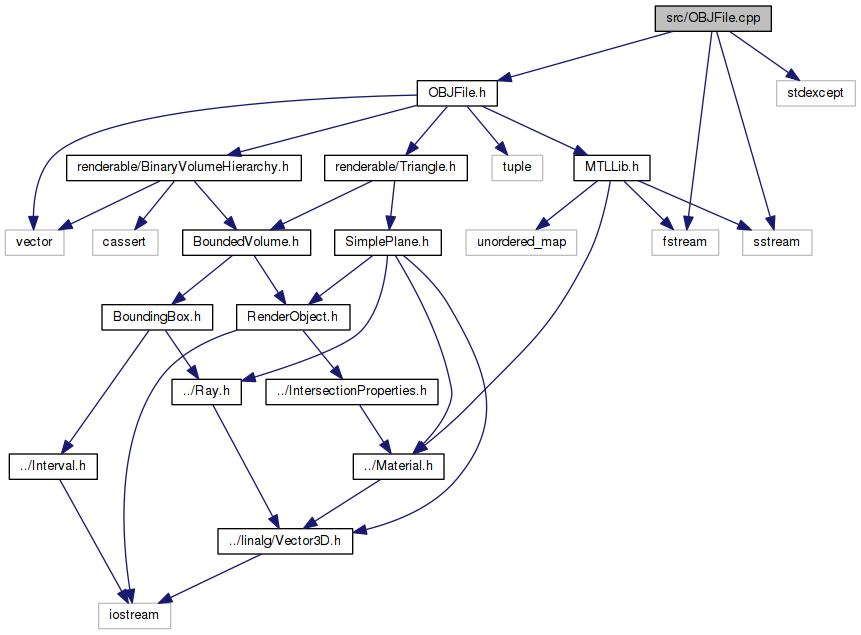 src/OBJFile.cpp
OBJFile.h
stdexcept
renderable/BinaryVolumeHierarchy.h
renderable/Triangle.h
tuple
MTLLib.h
vector
cassert
BoundedVolume.h
SimplePlane.h
unordered_map
fstream
sstream
BoundingBox.h
RenderObject.h
../Ray.h
../IntersectionProperties.h
../Interval.h
../Material.h
../linalg/Vector3D.h
iostream